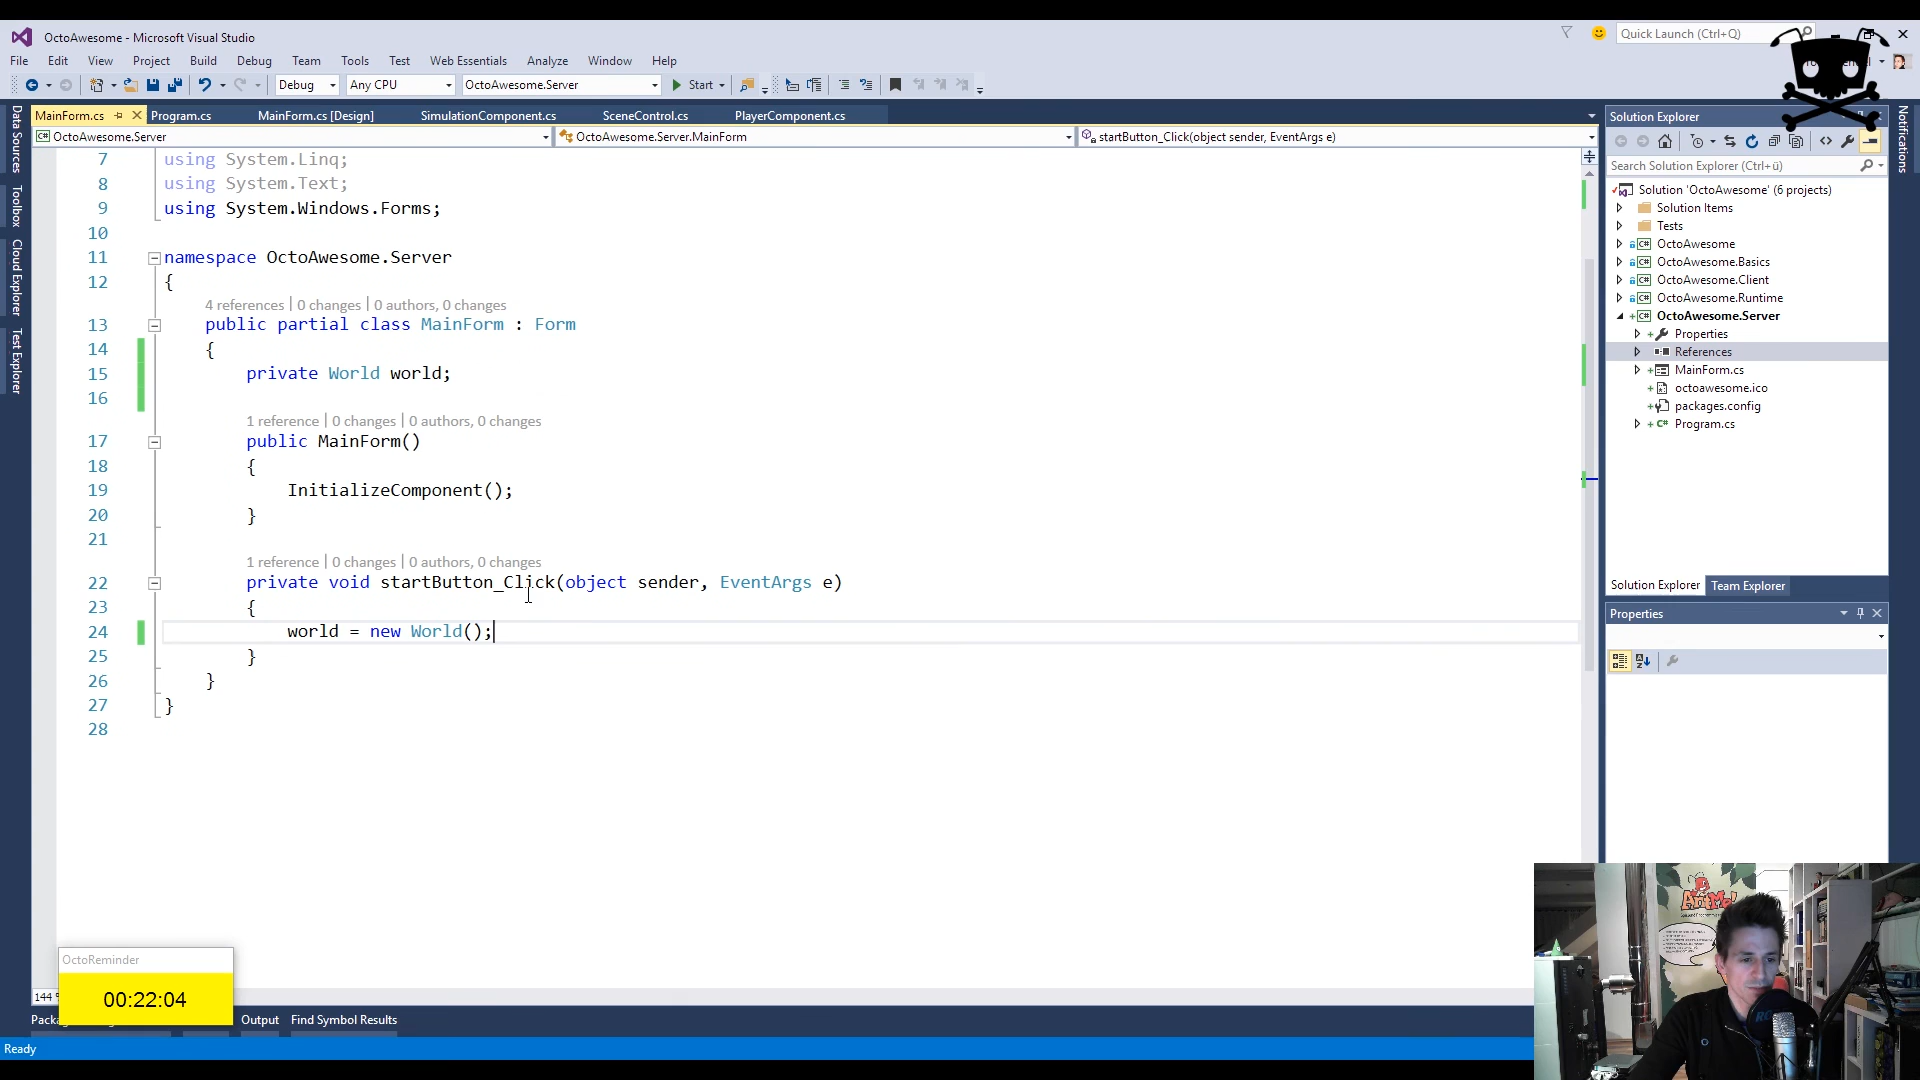 OctoAwesome - Microsoft Visual Studio
Quick Launch (Ctrl+Q)
File Edit View Project Build Debug Team Tools Test Web Essentials Analyze Window Help
Debug Any CPU OctoAwesome.Server Start
MainForm.cs Program.cs MainForm.cs [Design] SimulationComponent.cs SceneControl.cs PlayerComponent.cs
OctoAwesome.Server OctoAwesome.Server.MainForm startButton_Click(object sender, EventArgs e)
Data Sources
Toolbox
Cloud Explorer
Test Explorer
7 using System.Linq;
8 using System.Text;
9 using System.Windows.Forms;
10
11 namespace OctoAwesome.Server
12 {
4 references | 0 changes | 0 authors, 0 changes
13 public partial class MainForm : Form
14 {
15 private World world;
16
1 reference | 0 changes | 0 authors, 0 changes
17 public MainForm()
18 {
19 InitializeComponent();
20 }
21
1 reference | 0 changes | 0 authors, 0 changes
22 private void startButton_Click(object sender, EventArgs e)
23 {
24 world = new World();
25 }
26 }
27 }
28
144 %
OctoReminder
00:22:04
Output Find Symbol Results
Ready
Solution Explorer
Search Solution Explorer (Ctrl+ü)
Solution 'OctoAwesome' (6 projects)
Solution Items
Tests
OctoAwesome
OctoAwesome.Basics
OctoAwesome.Client
OctoAwesome.Runtime
OctoAwesome.Server
Properties
References
MainForm.cs
octoawesome.ico
packages.config
Program.cs
Solution Explorer Team Explorer
Properties
Notifications